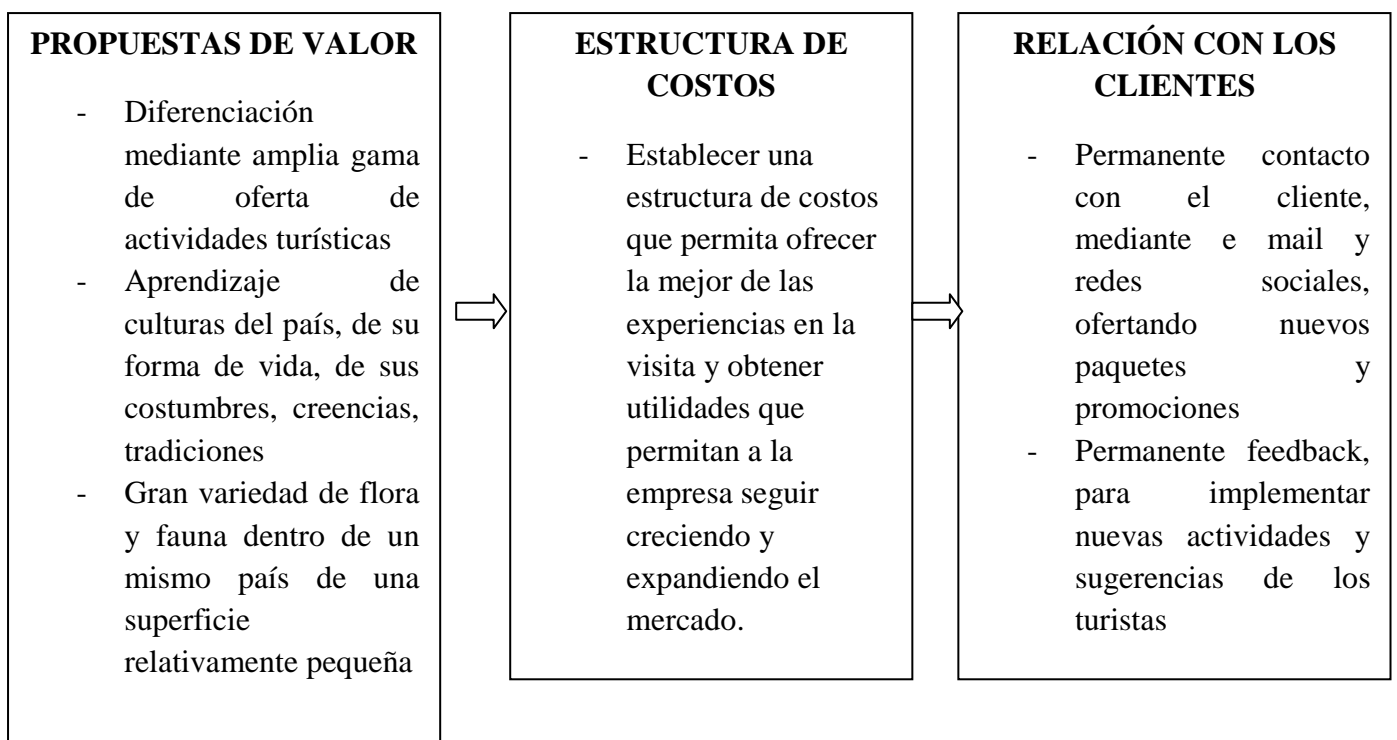 PROPUESTAS DE VALOR
- Diferenciación
mediante amplia gama
de oferta de
actividades turísticas
- Aprendizaje de
culturas del país, de su
forma de vida, de sus
costumbres, creencias,
tradiciones
- Gran variedad de flora
y fauna dentro de un
mismo país de una
superficie
relativamente pequeña
ESTRUCTURA DE
COSTOS
- Establecer una
estructura de costos
que permita ofrecer
la mejor de las
experiencias en la
visita y obtener
utilidades que
permitan a la
empresa seguir
creciendo y
expandiendo el
mercado.
RELACIÓN CON LOS
CLIENTES
- Permanente contacto
con el cliente,
mediante e mail y
redes sociales,
ofertando nuevos
paquetes y
promociones
- Permanente feedback,
para implementar
nuevas actividades y
sugerencias de los
turistas